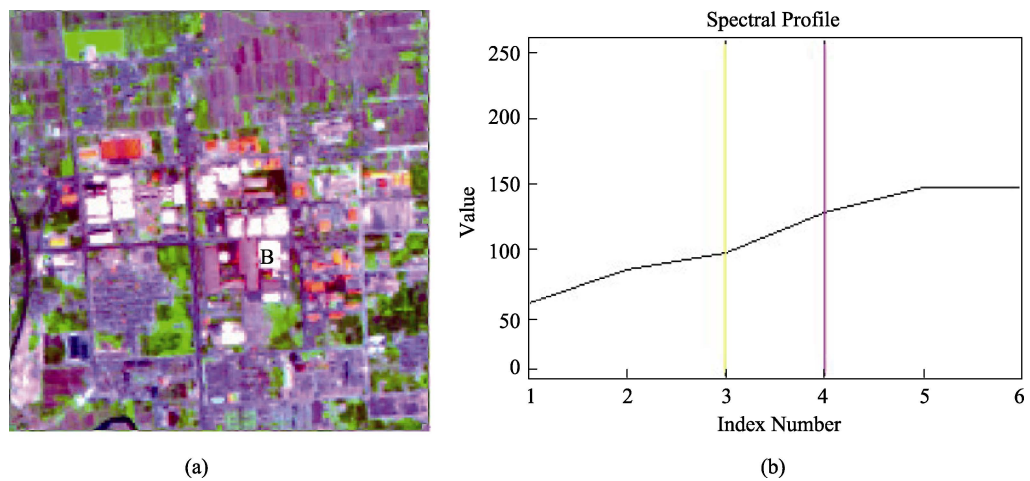 B
(a)
Spectral Profile
250
200
150
100
50
0
Value
1 2 3 4 5 6
Index Number
(b)